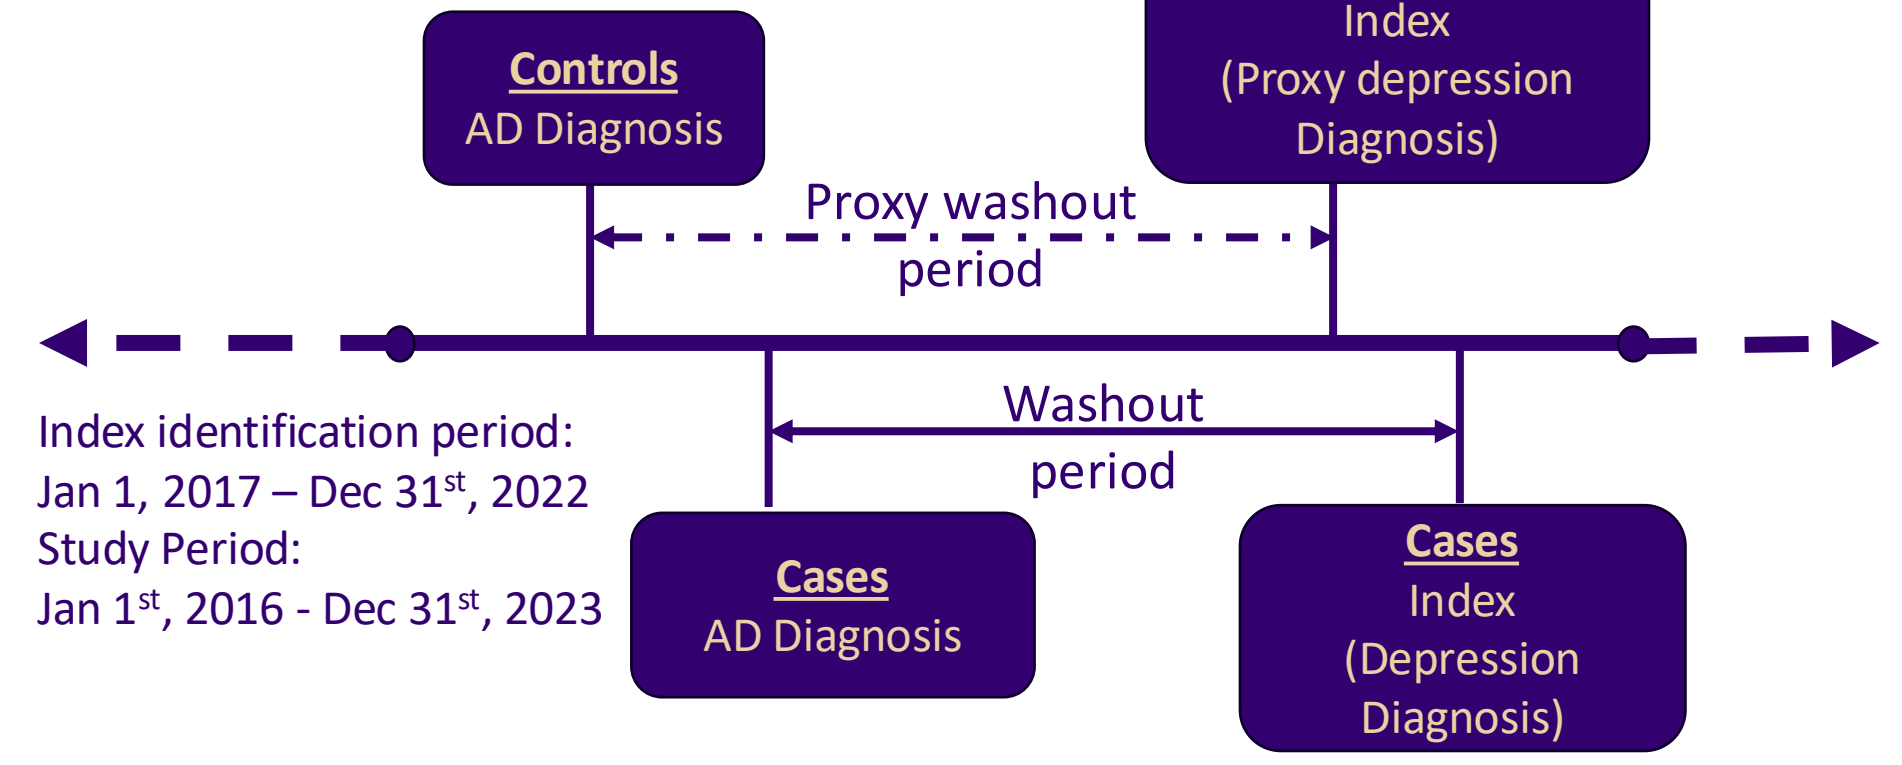 Controls
AD Diagnosis
Index
(Proxy depression
Diagnosis)
Proxy washout
period
Washout
period
Index identification period:
Jan 1, 2017 – Dec 31st, 2022
Study Period:
Jan 1st, 2016 - Dec 31st, 2023
Cases
AD Diagnosis
Cases
Index
(Depression
Diagnosis)